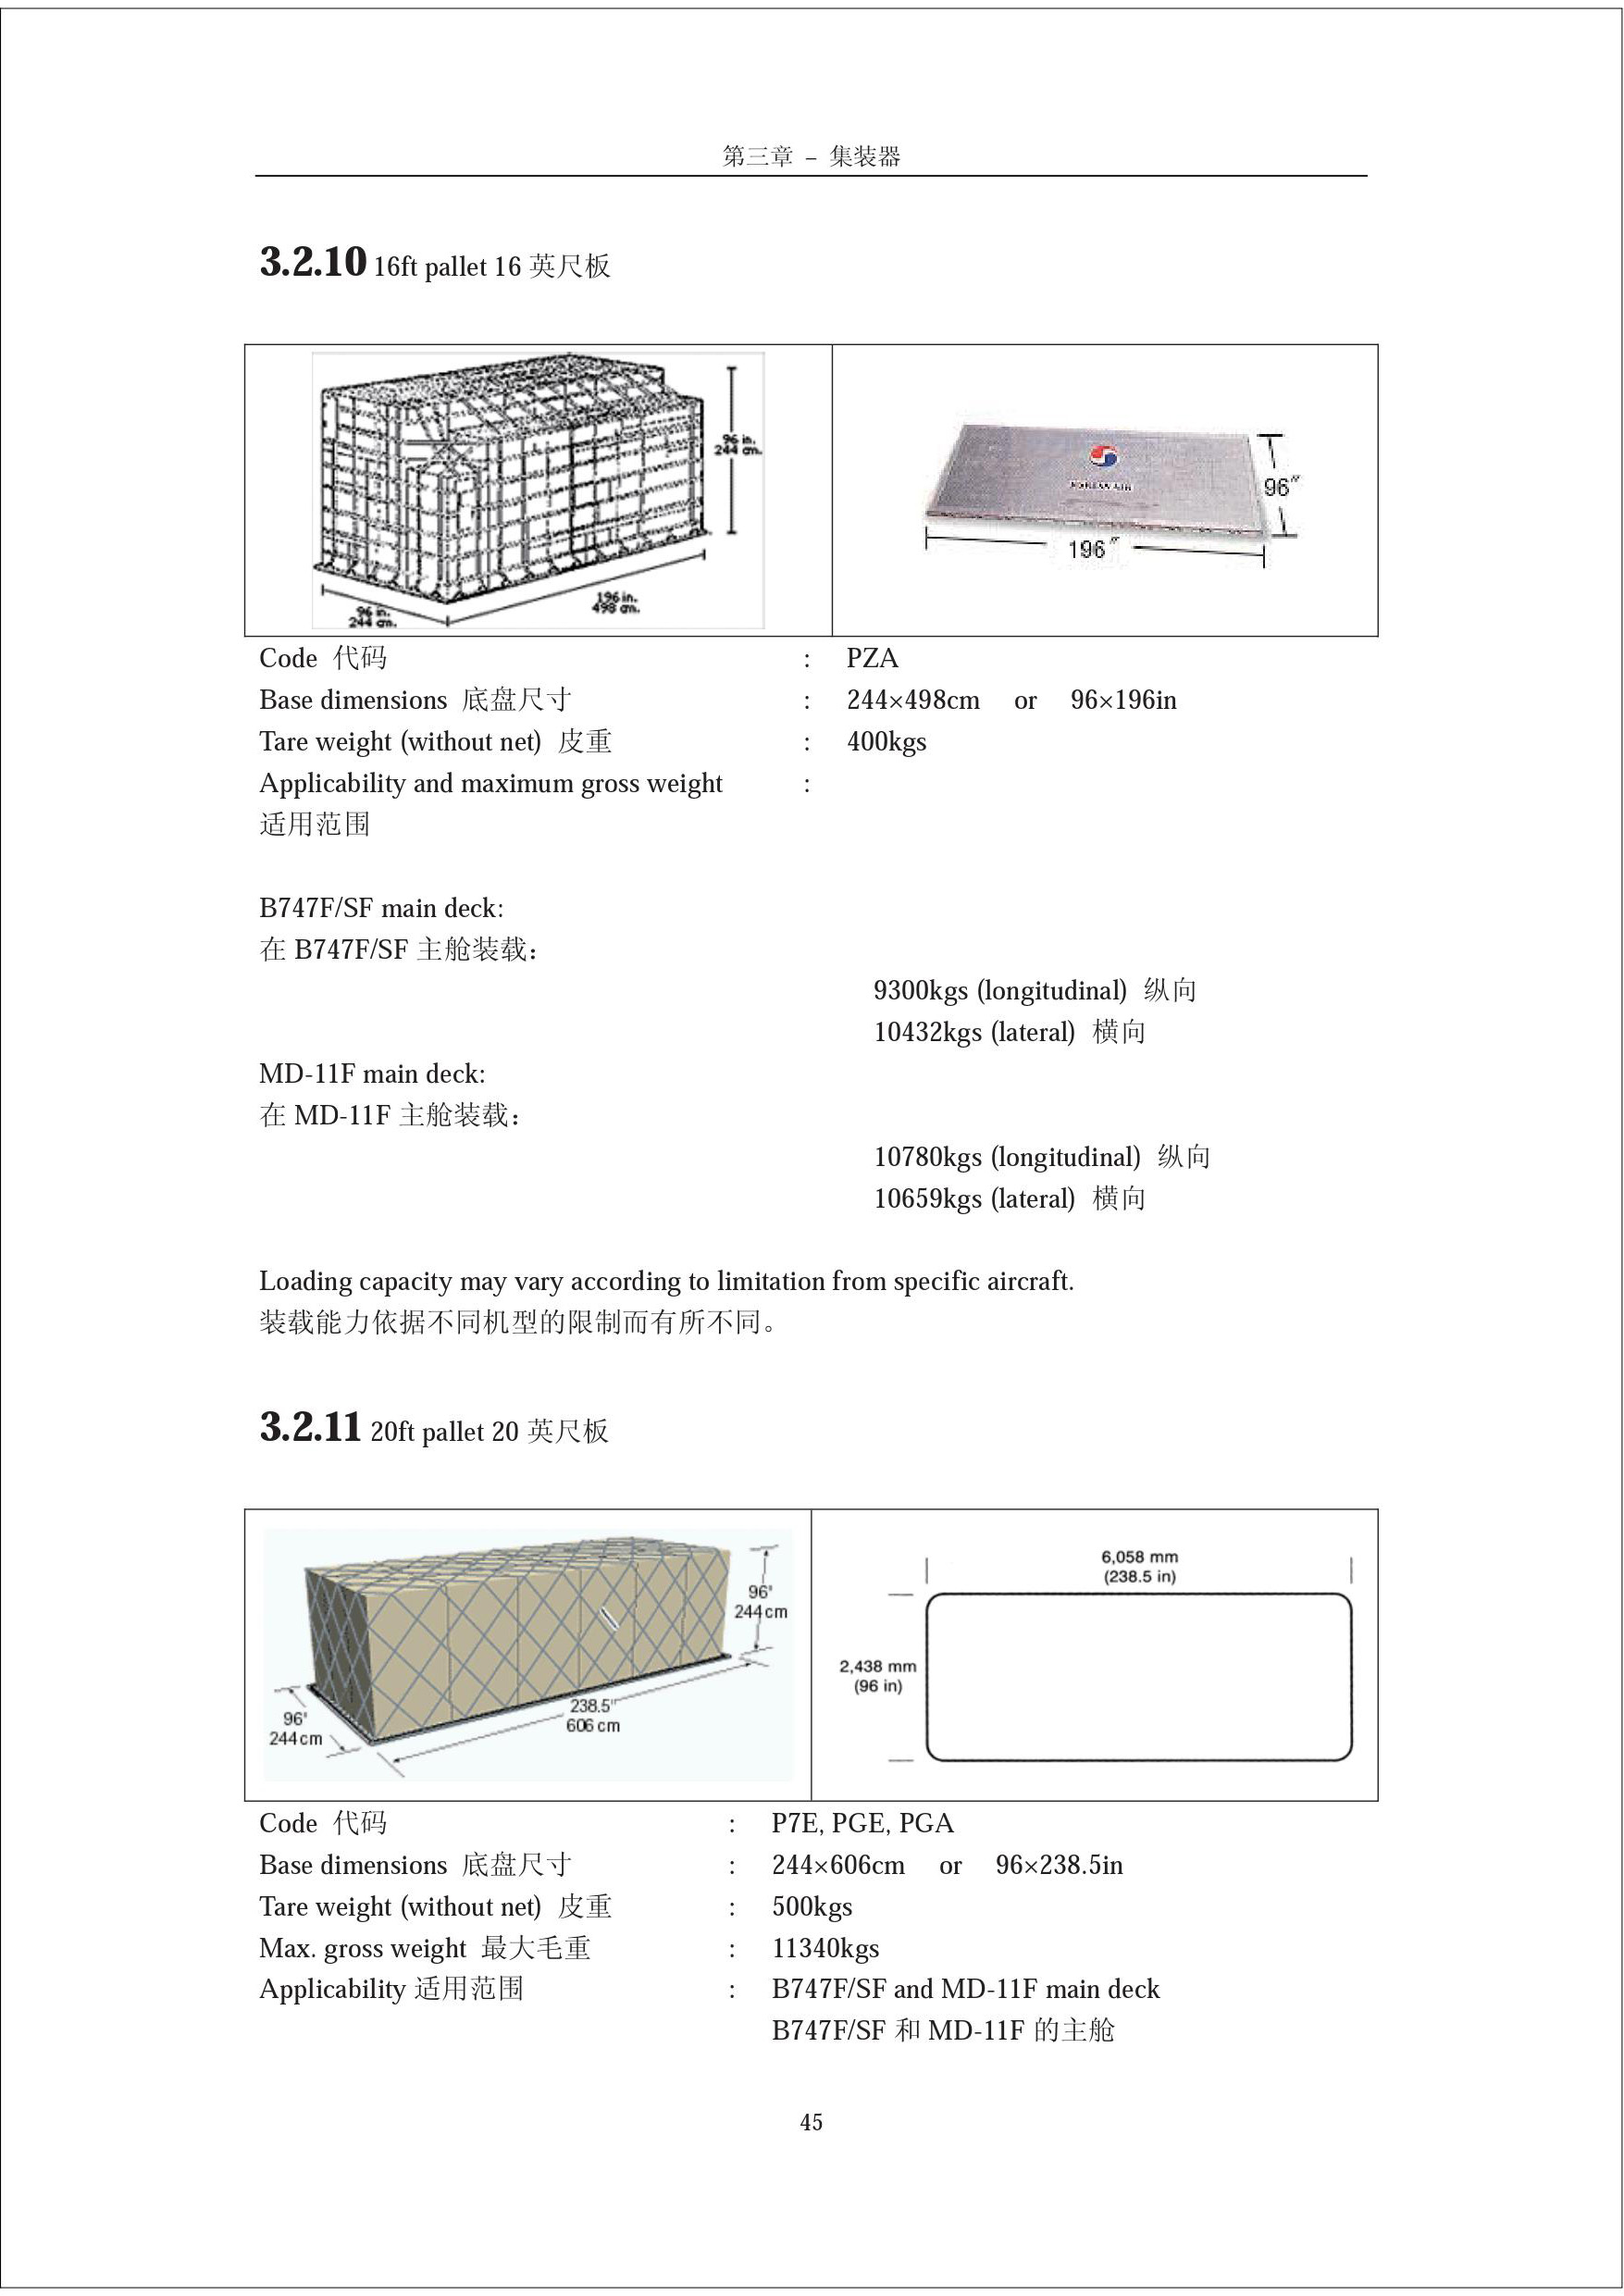 第三章 – 集装器
3.2.10 16ft pallet 16 英尺板
96 in.
244 cm.
196 in.
498 cm.
96 in.
244 cm.
KOREAN AIR
96″
196″
Code 代码 : PZA
Base dimensions 底盘尺寸 : 244×498cm or 96×196in
Tare weight (without net) 皮重 : 400kgs
Applicability and maximum gross weight :
适用范围
B747F/SF main deck:
在 B747F/SF 主舱装载：
9300kgs (longitudinal) 纵向
10432kgs (lateral) 横向
MD-11F main deck:
在 MD-11F 主舱装载：
10780kgs (longitudinal) 纵向
10659kgs (lateral) 横向
Loading capacity may vary according to limitation from specific aircraft.
装载能力依据不同机型的限制而有所不同。
3.2.11 20ft pallet 20 英尺板
96"
244cm
238.5"
606 cm
96"
244cm
6,058 mm
(238.5 in)
2,438 mm
(96 in)
Code 代码 : P7E, PGE, PGA
Base dimensions 底盘尺寸 : 244×606cm or 96×238.5in
Tare weight (without net) 皮重 : 500kgs
Max. gross weight 最大毛重 : 11340kgs
Applicability 适用范围 : B747F/SF and MD-11F main deck
B747F/SF 和 MD-11F 的主舱
45